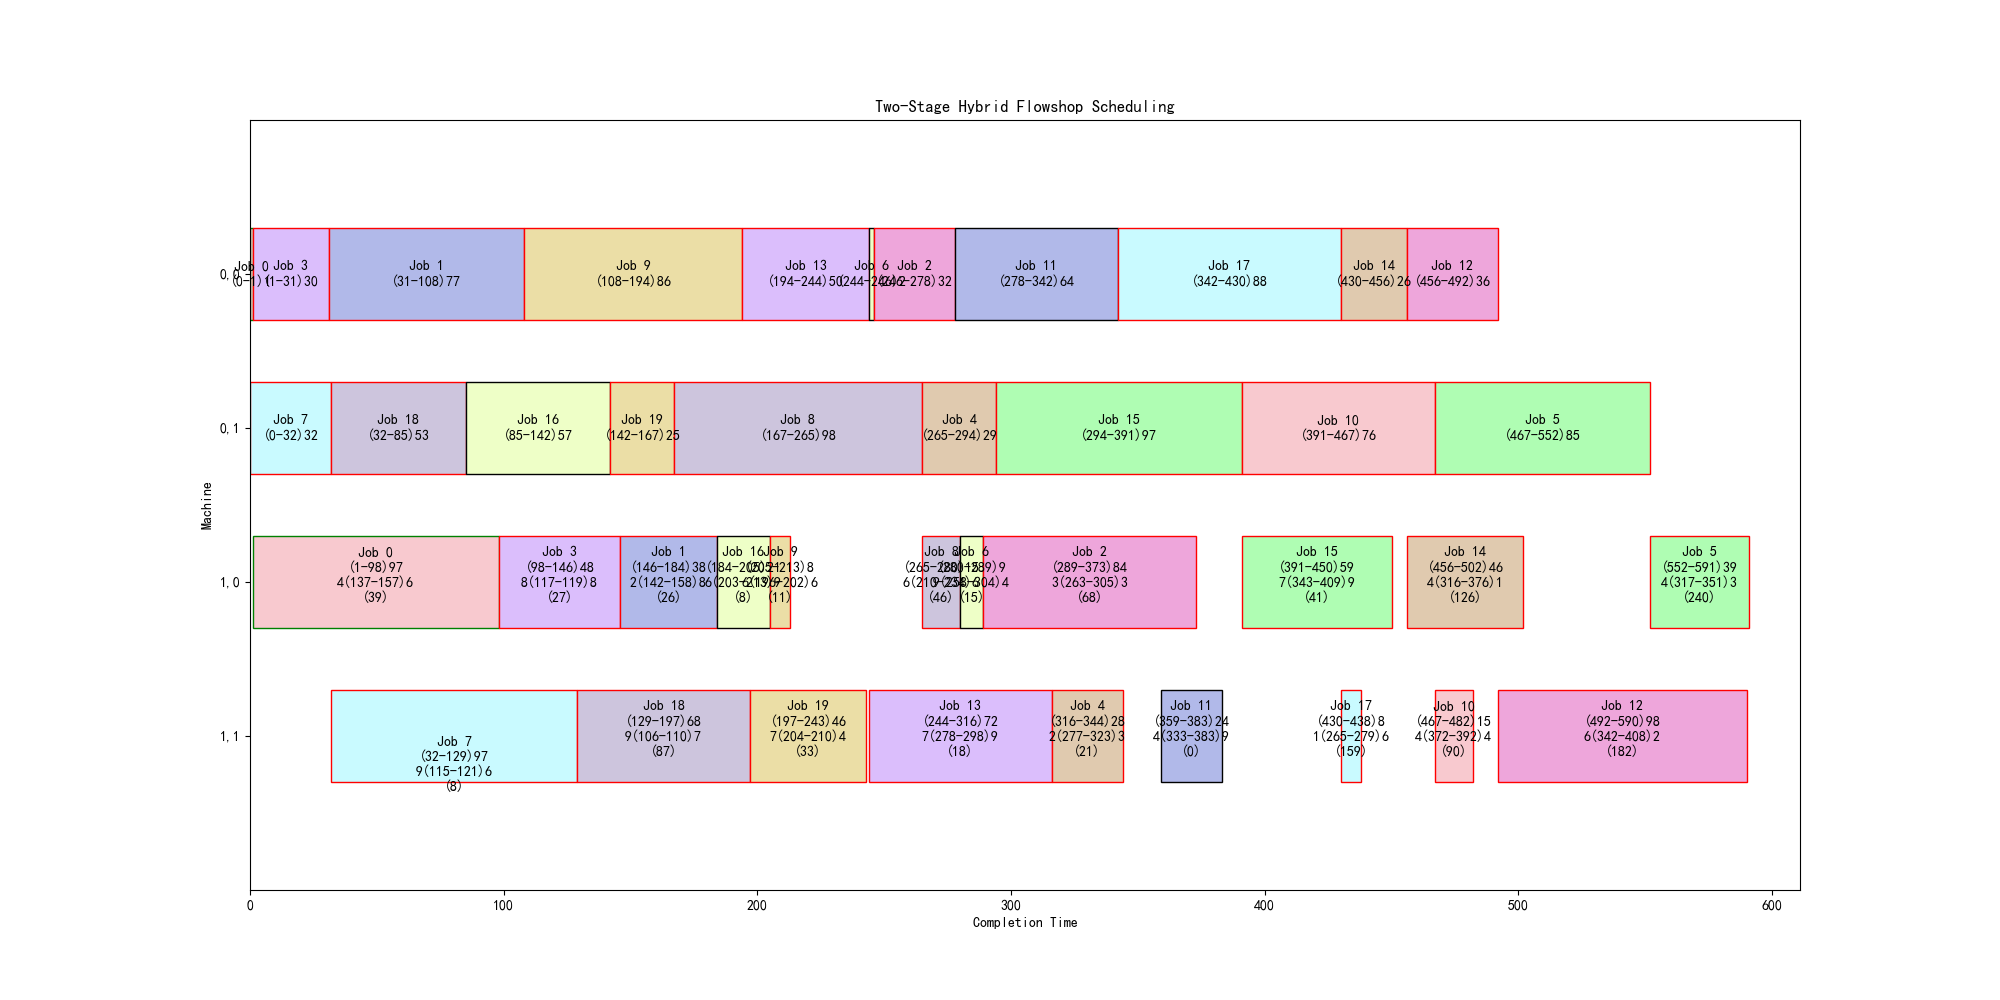 Two-Stage Hybrid Flowshop Scheduling
Machine
0,0
Job 0
Job 3
(1-31)30
Job 1
(31-108)77
Job 9
(108-194)86
Job 13
(194-244)50
Job 6
Job 2
Job 11
(278-342)64
Job 17
(342-430)88
Job 14
(430-456)26
Job 12
(456-492)36
0,1
Job 7
(0-32)32
Job 18
(32-85)53
Job 16
(85-142)57
Job 19
(142-167)25
Job 8
(167-265)98
Job 4
(265-294)29
Job 15
(294-391)97
Job 10
(391-467)76
Job 5
(467-552)85
1,0
Job 0
(1-98)97
4(137-157)6
(39)
Job 3
(98-146)48
8(117-119)8
(27)
Job 1
(146-184)38
2(142-158)86
(26)
Job 16
(8)
Job 9
(11)
Job 8
(46)
Job 6
(15)
Job 2
(289-373)84
3(263-305)3
(68)
Job 15
(391-450)59
7(343-409)9
(41)
Job 14
(456-502)46
4(316-376)1
(126)
Job 5
(552-591)39
4(317-351)3
(240)
1,1
Job 7
(32-129)97
9(115-121)6
(8)
Job 18
(129-197)68
9(106-110)7
(87)
Job 19
(197-243)46
7(204-210)4
(33)
Job 13
(244-316)72
7(278-298)9
(18)
Job 4
(316-344)28
2(277-323)3
(21)
Job 11
(359-383)24
4(333-383)9
(0)
Job 17
(430-438)8
1(265-279)6
(159)
Job 10
(467-482)15
4(372-392)4
(90)
Job 12
(492-590)98
6(342-408)2
(182)
0
100
200
300
400
500
600
Completion Time